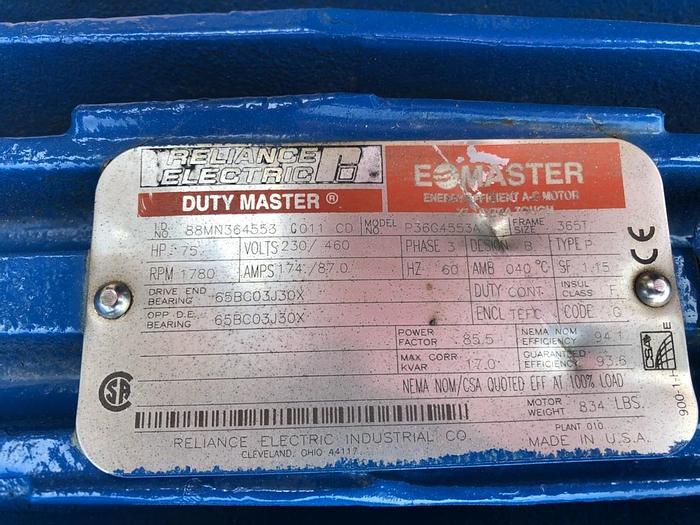 RELIANCE
ELECTRIC R
DUTY MASTER ®
E MASTER
ENERGY EFFICIENT A-C MOTOR
TOUGH
I.D. NO. 88MN364553 G011 CD MODEL NO. P36G4553A FRAME SIZE 365T
HP 75 VOLTS 230/460 PHASE 3 DESIGN B TYPE P
RPM 1780 AMPS 174./87.0 HZ 60 AMB 040 °C SF 1.15
DRIVE END BEARING 65BC03J30X DUTY CONT. INSUL CLASS F
OPP D.E. BEARING 65BC03J30X ENCL TEFC CODE G
POWER FACTOR 85.5 NEMA NOM EFFICIENCY 94.1
MAX CORR KVAR 17.0 GUARANTEED EFFICIENCY 93.6
NEMA NOM/CSA QUOTED EFF AT 100% LOAD
MOTOR WEIGHT 834 LBS.
PLANT 010
RELIANCE ELECTRIC INDUSTRIAL CO. MADE IN U.S.A.
CLEVELAND, OHIO 44117
CE
CSA E
SA